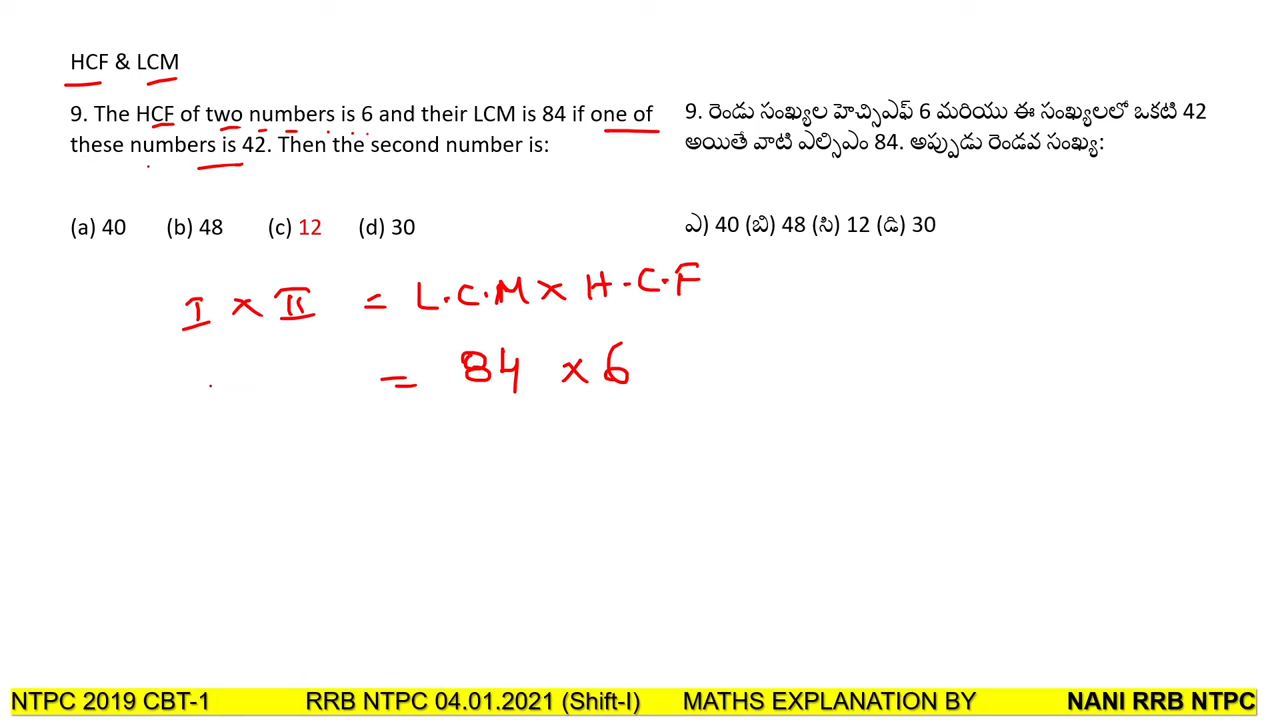 HCF & LCM
9. The HCF of two numbers is 6 and their LCM is 84 if one of
these numbers is 42. Then the second number is:
(a) 40 (b) 48 (c) 12 (d) 30
9. రెండు సంఖ్యల హెచ్సిఎఫ్ 6 మరియు ఈ సంఖ్యలలో ఒకటి 42
అయితే వాటి ఎల్సిఎం 84. అప్పుడు రెండవ సంఖ్య:
ఎ) 40 (బి) 48 (సి) 12 (డి) 30
I × II = L.C.M × H.C.F
= 84 × 6
NTPC 2019 CBT-1 RRB NTPC 04.01.2021 (Shift-I) MATHS EXPLANATION BY NANI RRB NTPC